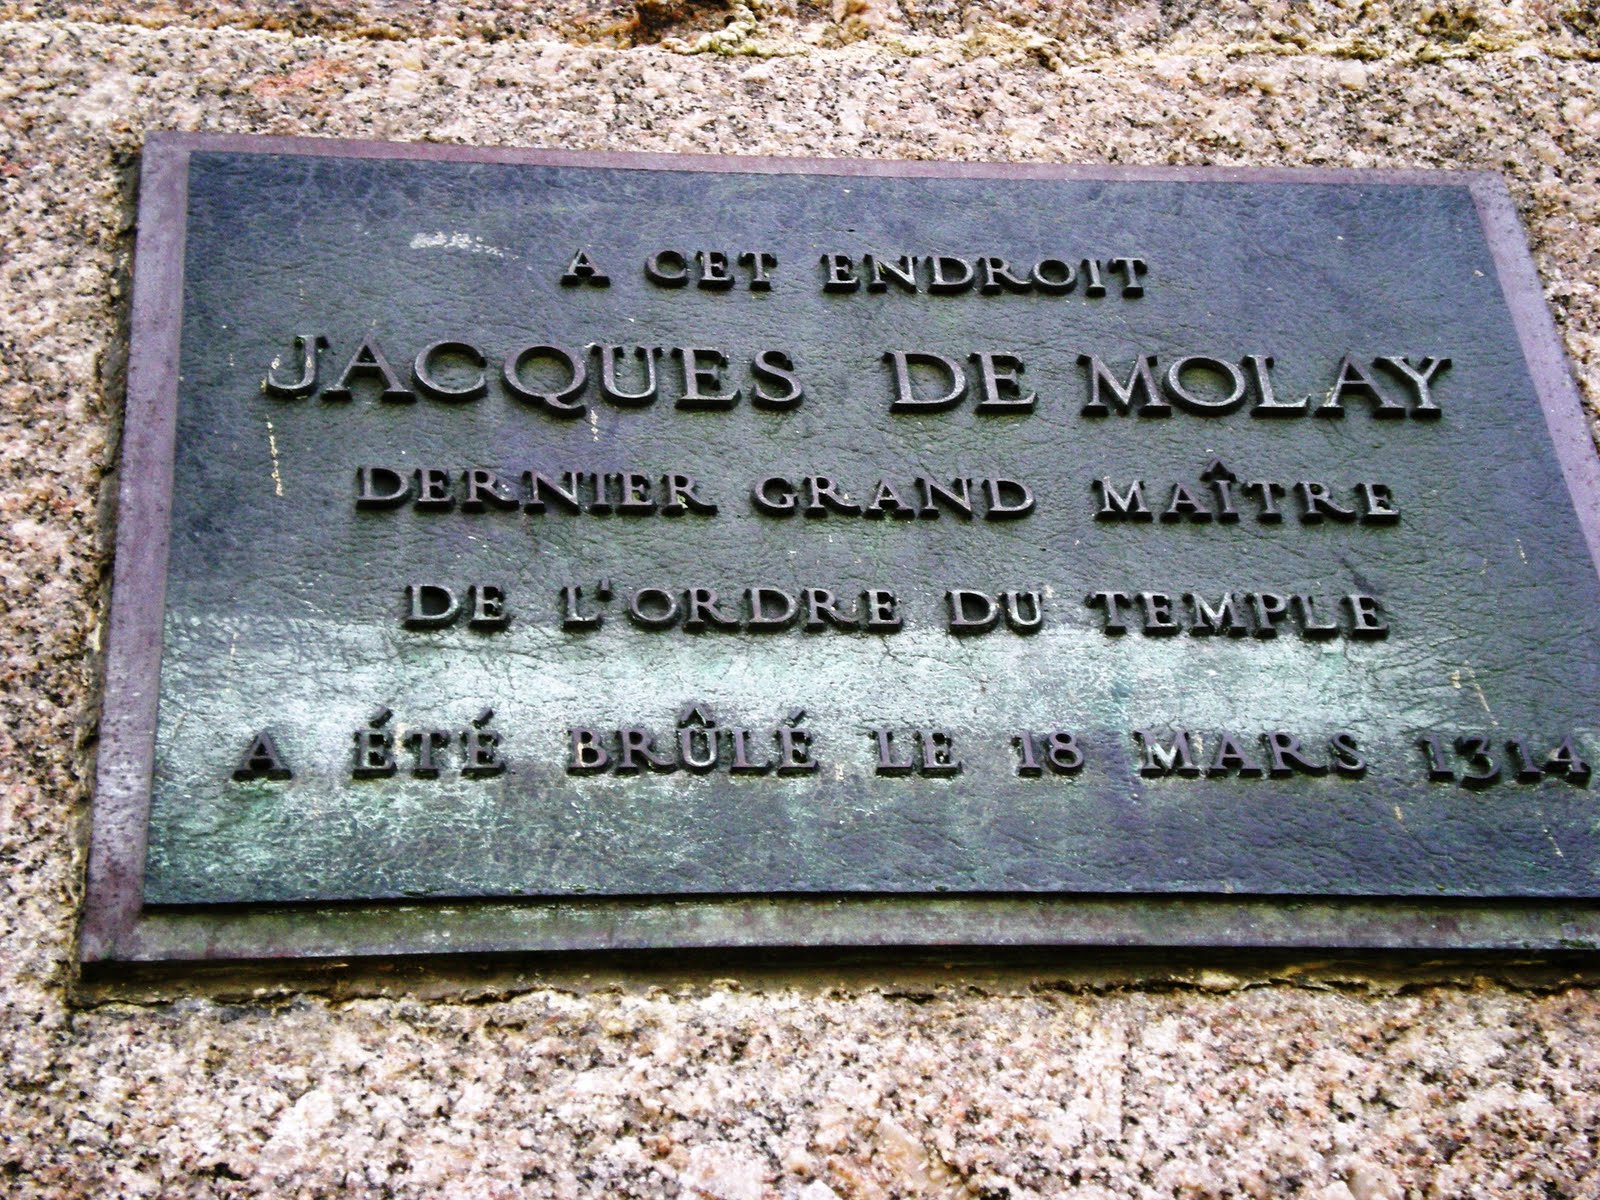 A CET ENDROIT
JACQUES DE MOLAY
DERNIER GRAND MAÎTRE
DE L'ORDRE DU TEMPLE
A ÉTÉ BRÛLÉ LE 18 MARS 1314